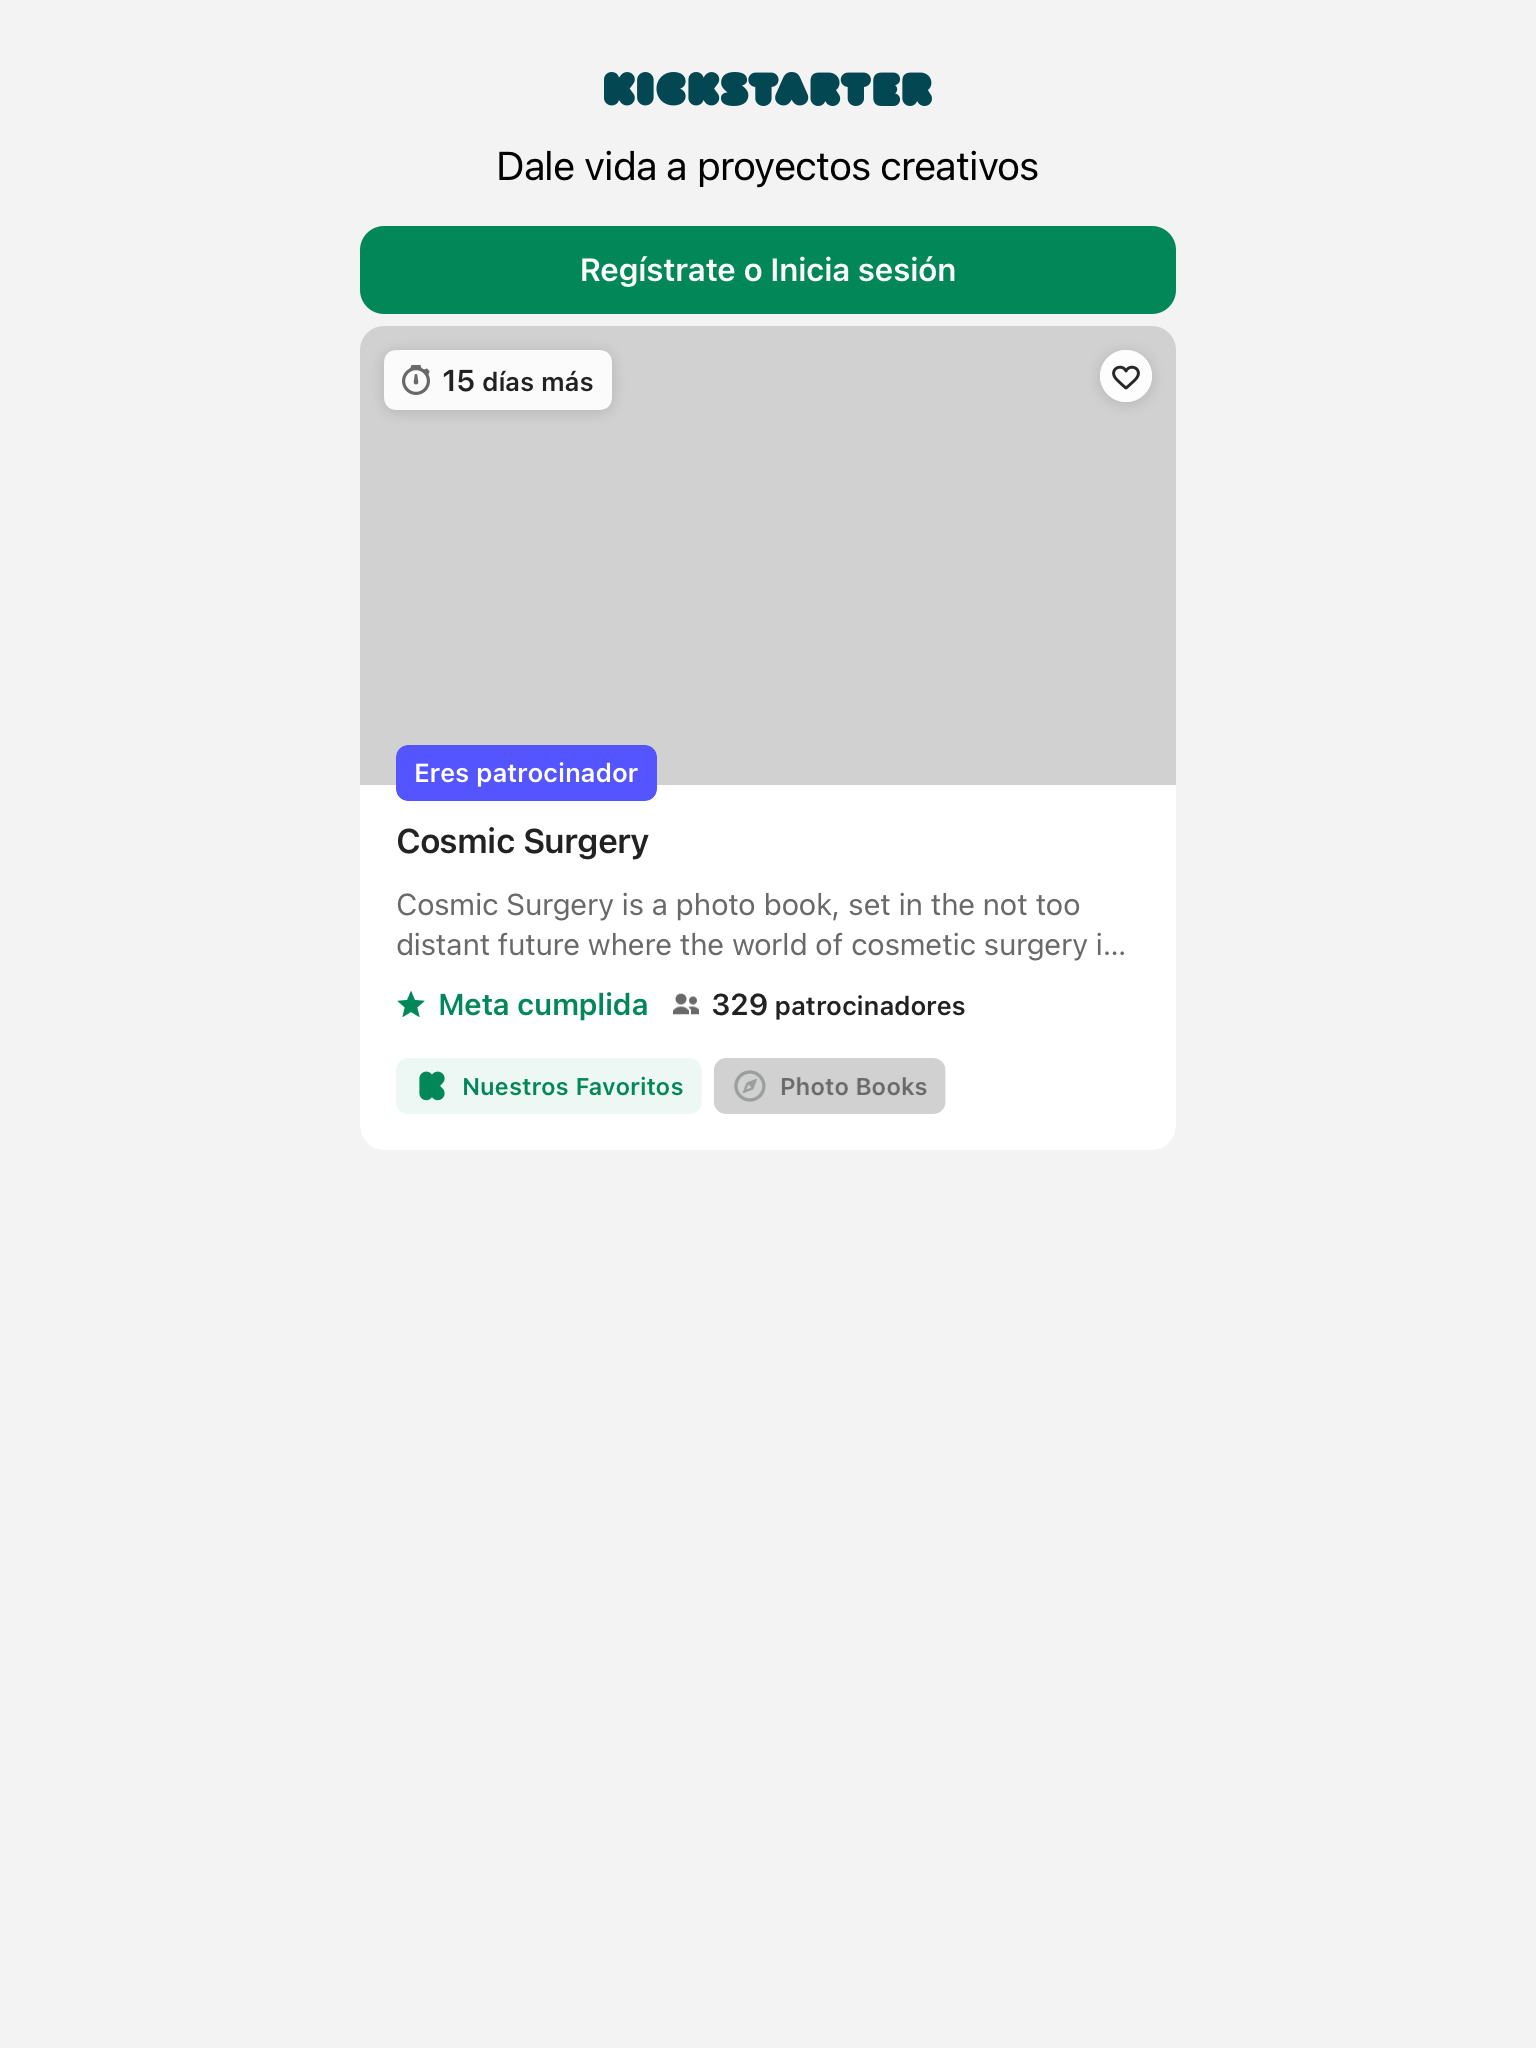 KICKSTARTER
Dale vida a proyectos creativos
Regístrate o Inicia sesión
15 días más
Eres patrocinador
Cosmic Surgery
Cosmic Surgery is a photo book, set in the not too
distant future where the world of cosmetic surgery i...
Meta cumplida 329 patrocinadores
Nuestros Favoritos Photo Books